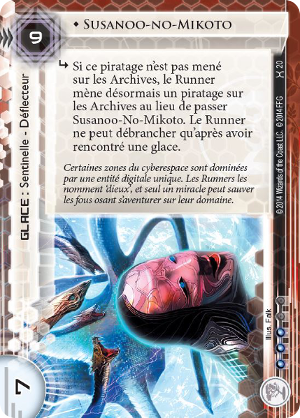 9
♦ Susanoo-no-Mikoto
GLACE : Sentinelle - Déflecteur
↳ Si ce piratage n'est pas mené
sur les Archives, le Runner
mène désormais un piratage sur
les Archives au lieu de passer
Susanoo-No-Mikoto. Le Runner
ne peut débrancher qu'après avoir
rencontré une glace.
Certaines zones du cyberespace sont dominées
par une entité digitale unique. Les Runners les
nomment 'dieux', et seul un miracle peut sauver
les fous osant s'aventurer sur leur domaine.
20
© 2014 Wizards of the Coast LLC. © 2014 FFG
Illus. Falk
7